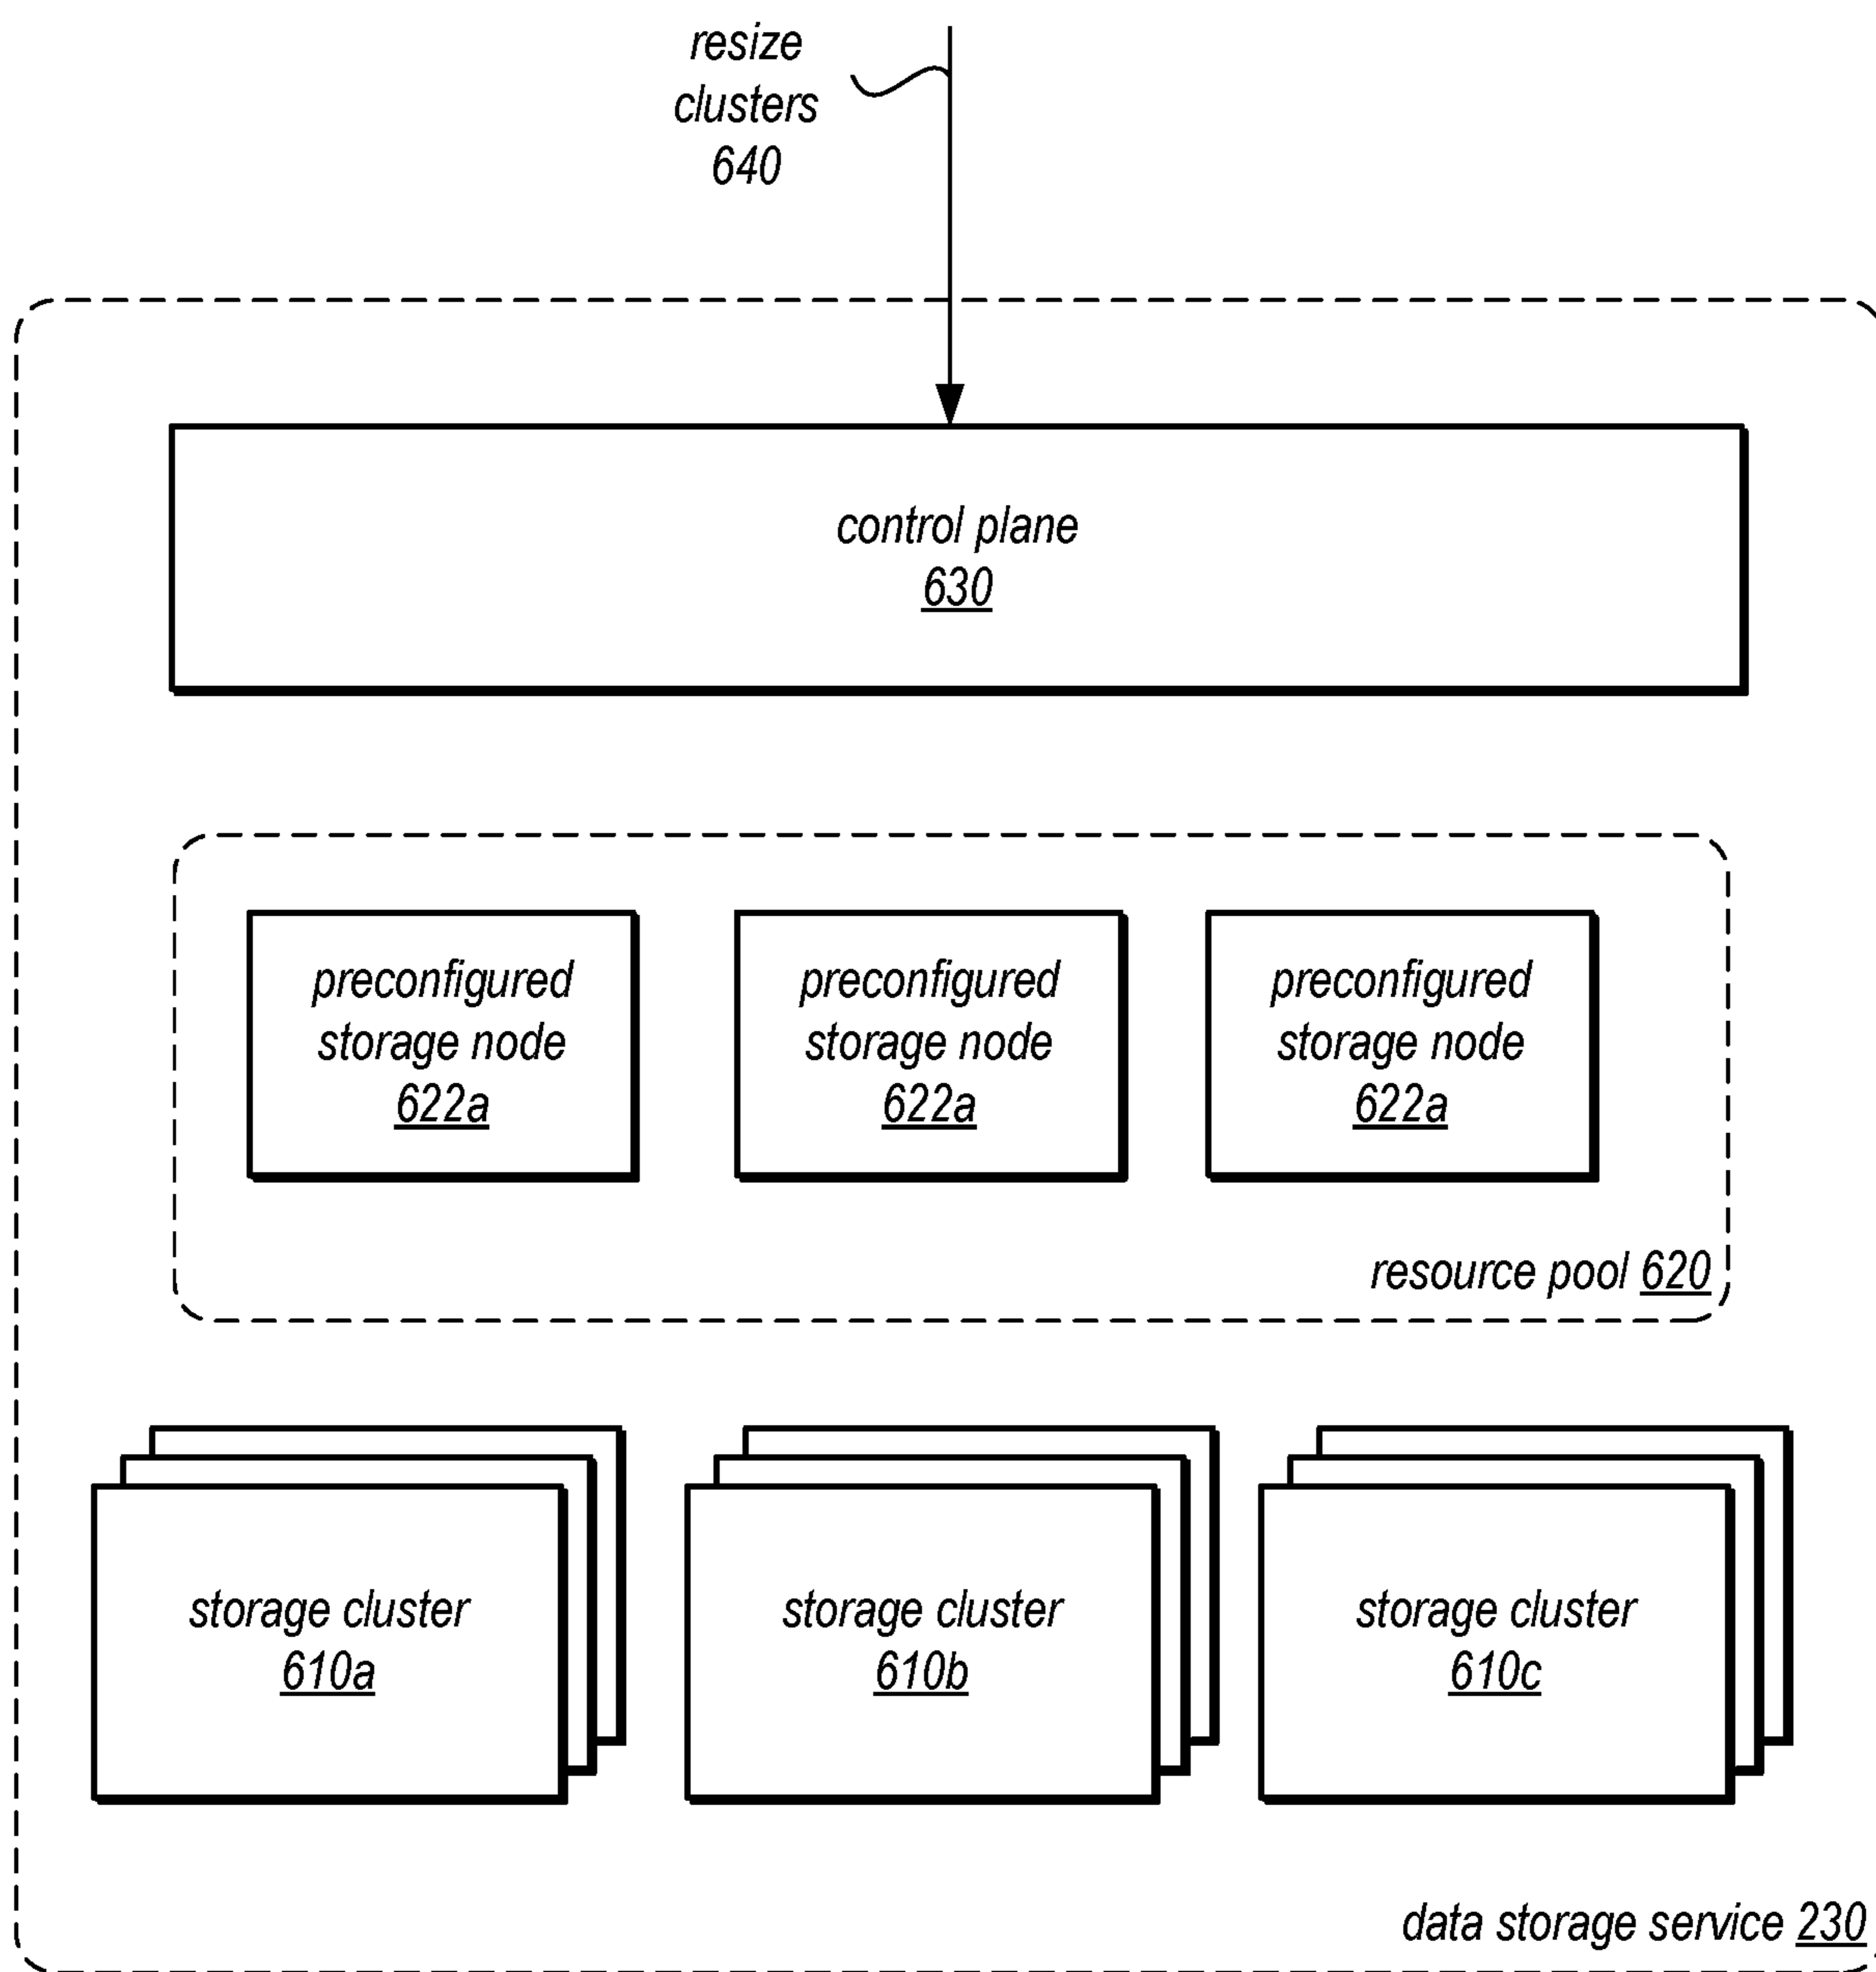 resize
clusters
640
control plane
630
preconfigured
storage node
622a
preconfigured
storage node
622a
preconfigured
storage node
622a
resource pool 620
storage cluster
610a
storage cluster
610b
storage cluster
610c
data storage service 230